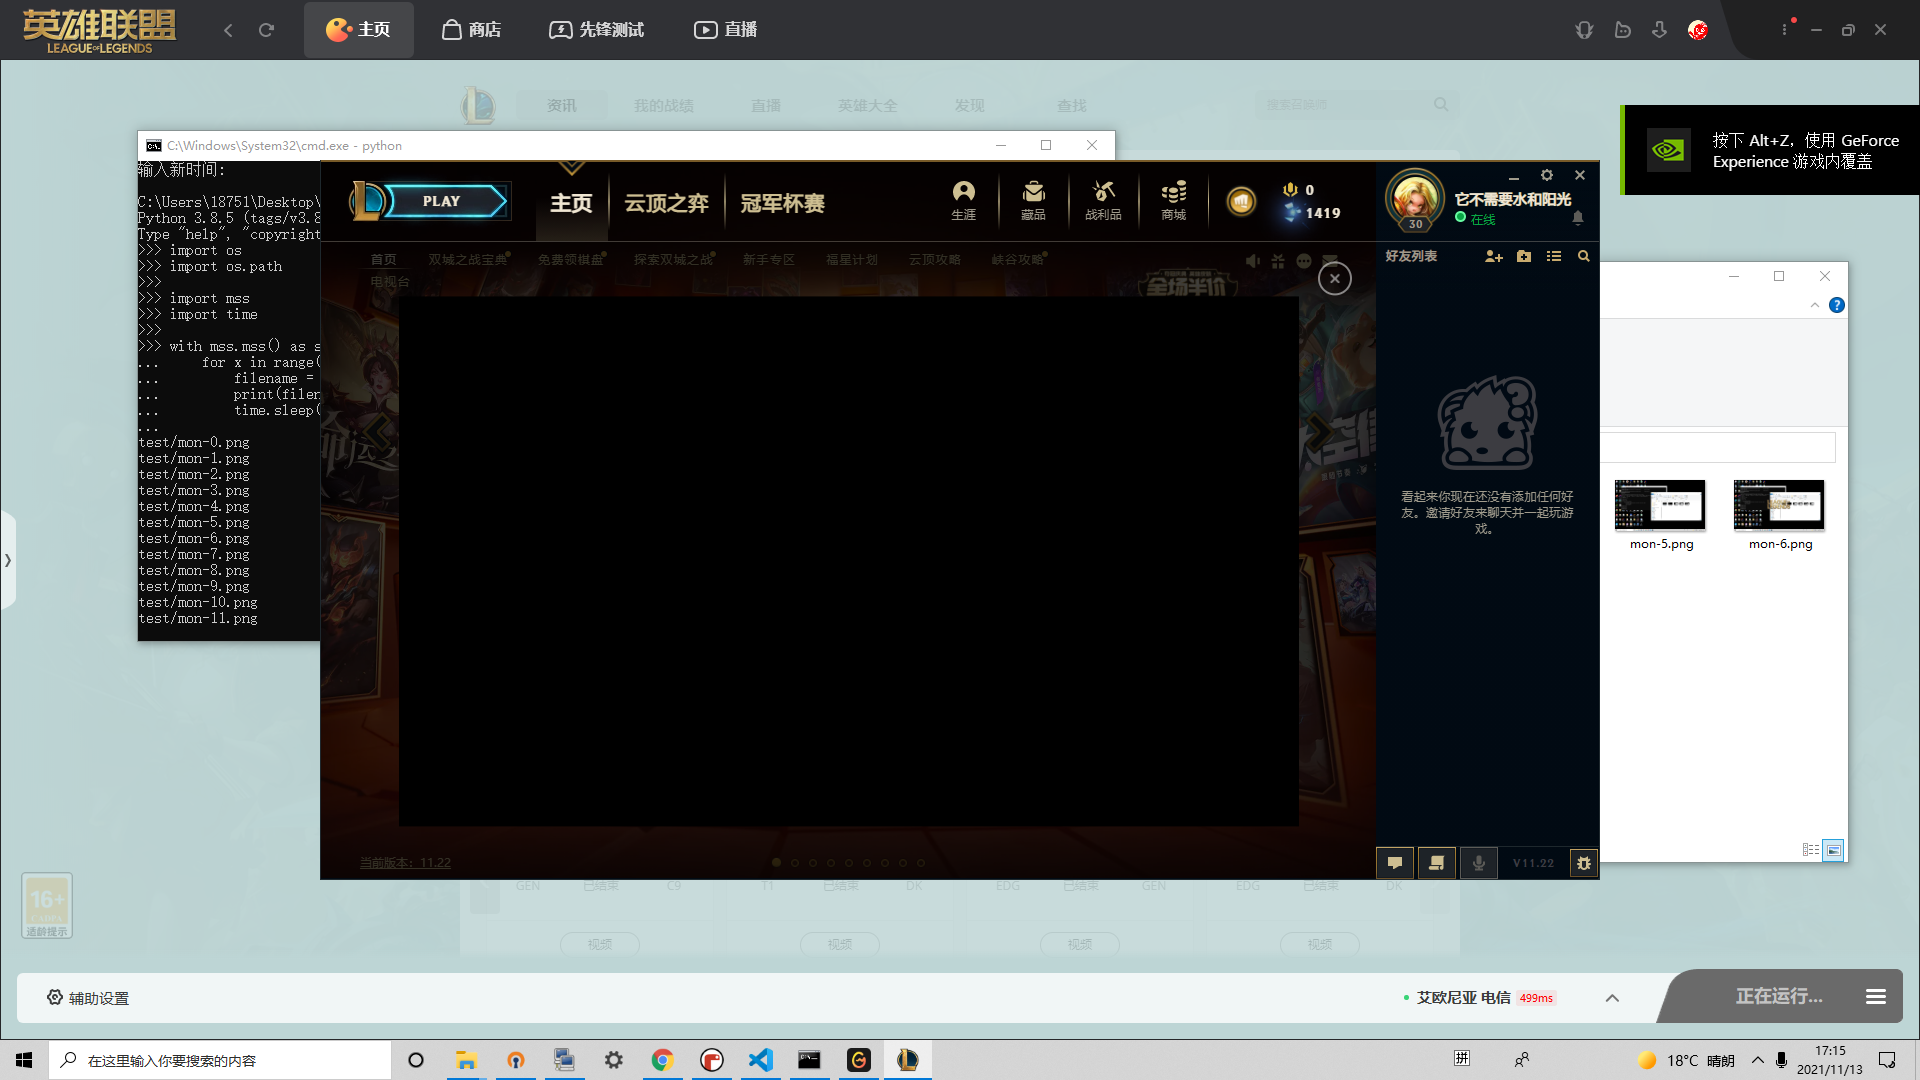 英雄联盟
LEAGUE OF LEGENDS
主页
商店
先锋测试
直播
资讯
我的战绩
直播
英雄大全
发现
查找
搜索召唤师
按下 Alt+Z，使用 GeForce
Experience 游戏内覆盖
C:\Windows\System32\cmd.exe - python
输入新时间:
C:\Users\18751\Desktop\
Python 3.8.5 (tags/v3.8
Type "help", "copyright
>>> import os
>>> import os.path
>>>
>>> import mss
>>> import time
>>>
>>> with mss.mss() as s
...     for x in range(
...         filename =
...         print(filen
...         time.sleep(
...
test/mon-0.png
test/mon-1.png
test/mon-2.png
test/mon-3.png
test/mon-4.png
test/mon-5.png
test/mon-6.png
test/mon-7.png
test/mon-8.png
test/mon-9.png
test/mon-10.png
test/mon-11.png
PLAY
主页
云顶之弈
冠军杯赛
生涯
藏品
战利品
商城
0
1419
30
它不需要水和阳光
在线
首页
双城之战宝典
免费领棋盘
探索双城之战
新手专区
福星计划
云顶攻略
峡谷攻略
电视台
全场半价
好友列表
看起来你现在还没有添加任何好
友。邀请好友来聊天并一起玩游
戏。
当前版本：11.22
V11.22
mon-5.png
mon-6.png
16+
CADPA
适龄提示
GEN
已结束
C9
T1
已结束
DK
EDG
已结束
GEN
EDG
已结束
DK
视频
视频
视频
视频
辅助设置
艾欧尼亚 电信
499ms
正在运行...
在这里输入你要搜索的内容
拼
18°C 晴朗
17:15
2021/11/13